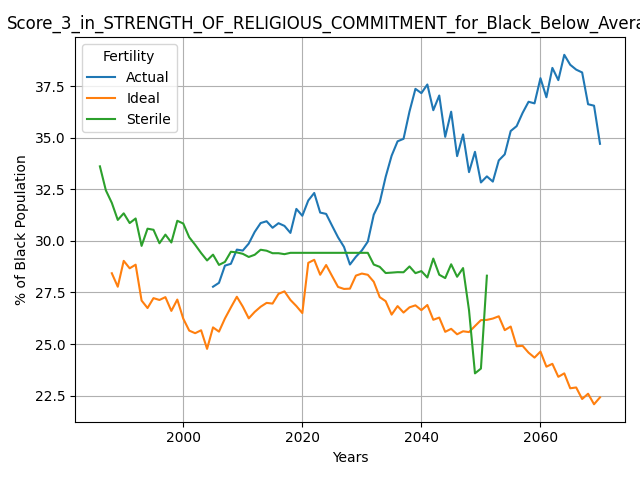 Score_3_in_STRENGTH_OF_RELIGIOUS_COMMITMENT_for_Black_Below_Avera
Fertility
Actual
Ideal
Sterile
% of Black Population
37.5
35.0
32.5
30.0
27.5
25.0
22.5
2000
2020
2040
2060
Years